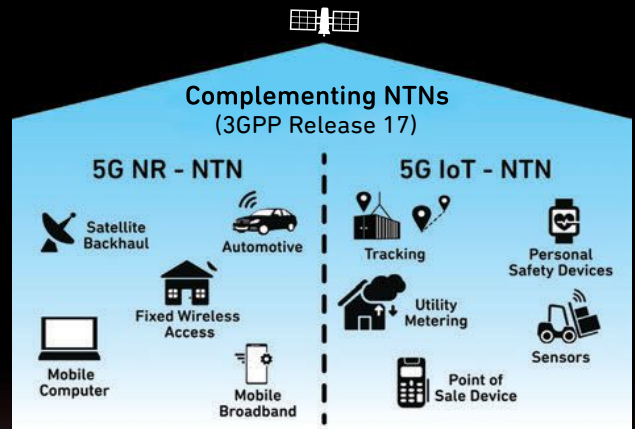 Complementing NTNs
(3GPP Release 17)
5G NR - NTN
Satellite
Backhaul
Automotive
Fixed Wireless
Access
Mobile
Computer
Mobile
Broadband
5G IoT - NTN
Tracking
Personal
Safety Devices
Utility
Metering
Sensors
Point of
Sale Device